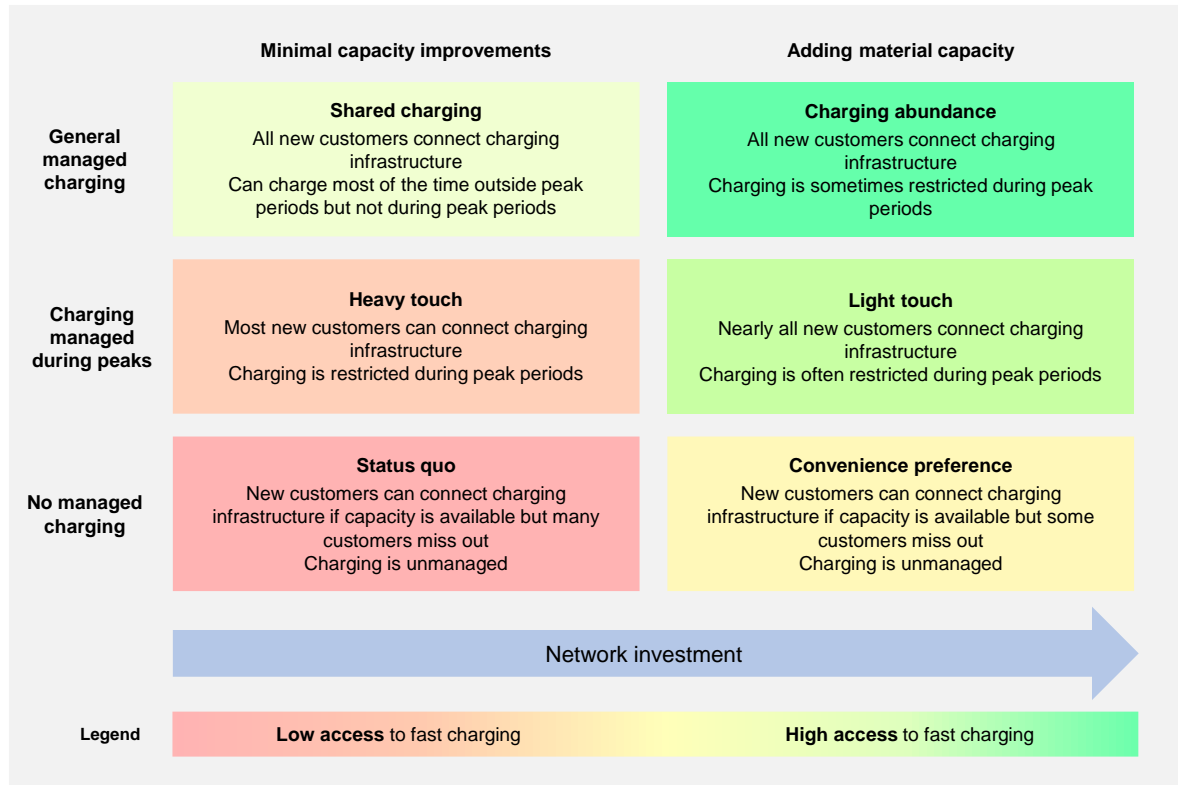 Minimal capacity improvements
Adding material capacity
General
managed
charging
Shared charging
All new customers connect charging
infrastructure
Can charge most of the time outside peak
periods but not during peak periods
Charging abundance
All new customers connect charging
infrastructure
Charging is sometimes restricted during peak
periods
Charging
managed
during peaks
Heavy touch
Most new customers can connect charging
infrastructure
Charging is restricted during peak periods
Light touch
Nearly all new customers connect charging
infrastructure
Charging is often restricted during peak periods
No managed
charging
Status quo
New customers can connect charging
infrastructure if capacity is available but many
customers miss out
Charging is unmanaged
Convenience preference
New customers can connect charging
infrastructure if capacity is available but some
customers miss out
Charging is unmanaged
Network investment
Legend
Low access to fast charging
High access to fast charging